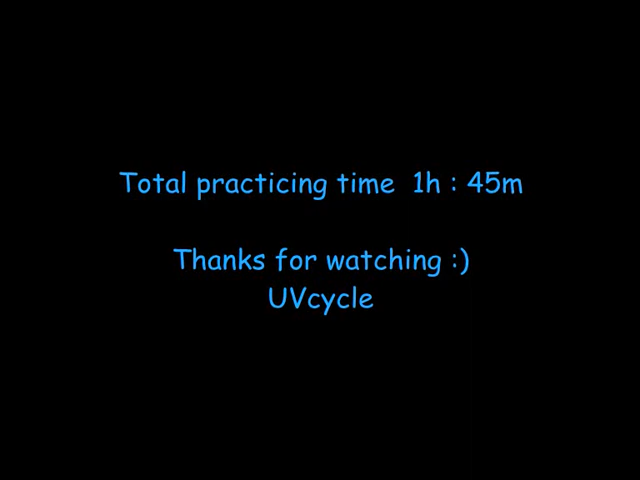 Total practicing time  1h : 45m
Thanks for watching :)
UVcycle